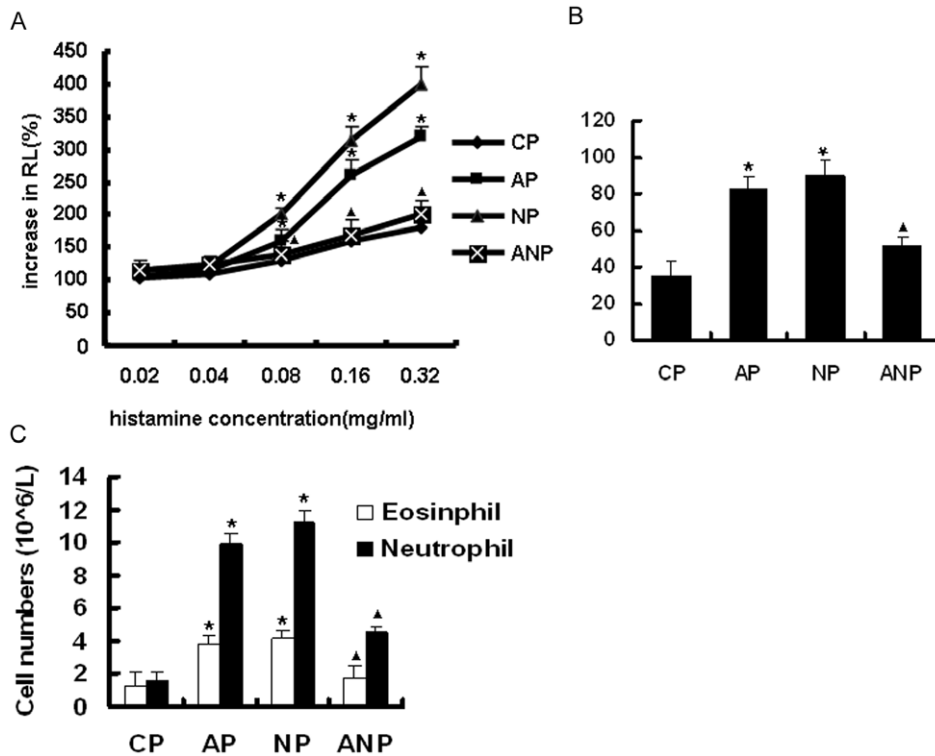 A
450
400
350
300
250
200
150
100
50
0
increase in RL(%)
0.02 0.04 0.08 0.16 0.32
histamine concentration(mg/ml)
CP
AP
NP
ANP
B
120
100
80
60
40
20
0
CP AP NP ANP
C
14
12
10
8
6
4
2
0
Cell numbers (10^6/L)
CP AP NP ANP
Eosinphil
Neutrophil